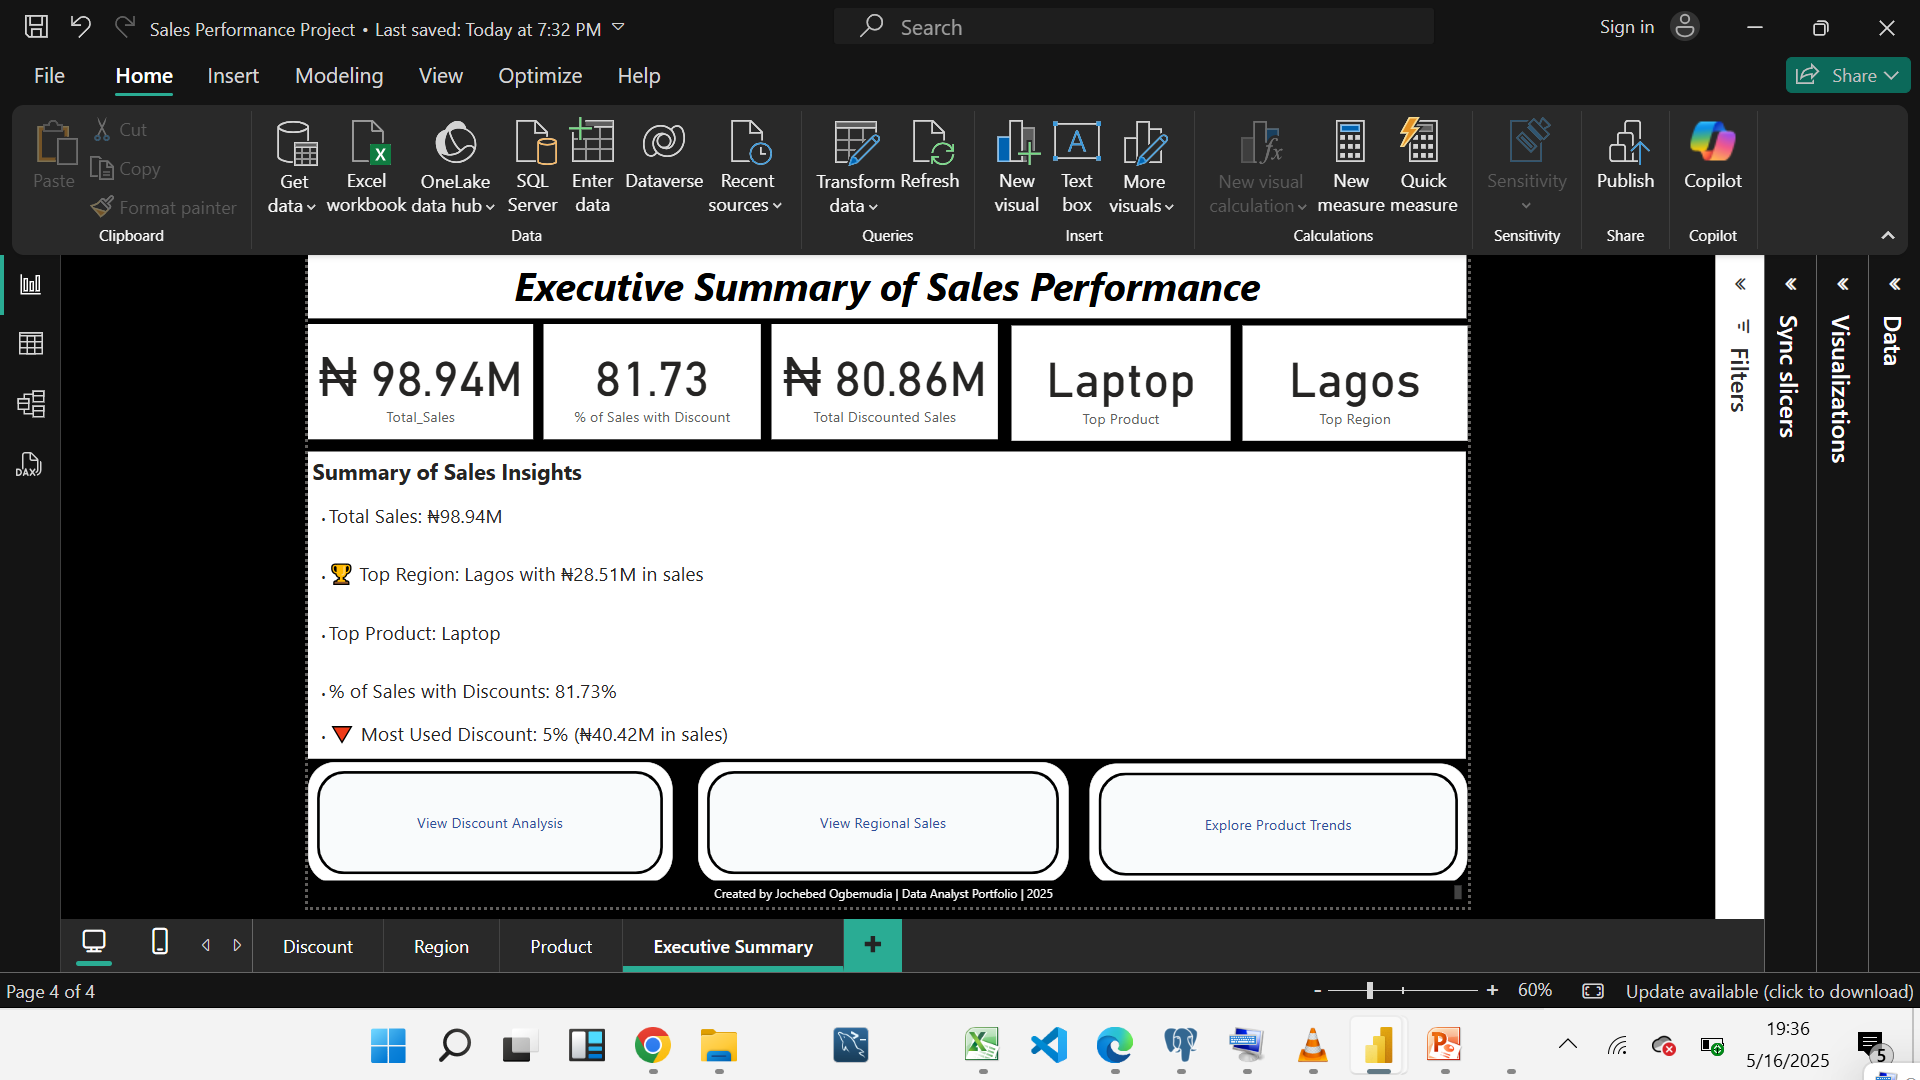 Sales Performance Project • Last saved: Today at 7:32 PM
Search
Sign in
File Home Insert Modeling View Optimize Help
Share
Paste
Cut
Copy
Format painter
Clipboard
Get data
Excel workbook
OneLake data hub
SQL Server
Enter data
Dataverse
Recent sources
Data
Transform data
Refresh
Queries
New visual
Text box
More visuals
Insert
New visual calculation
New measure
Quick measure
Calculations
Sensitivity
Sensitivity
Publish
Share
Copilot
Copilot
Executive Summary of Sales Performance
₦ 98.94M
Total_Sales
81.73
% of Sales with Discount
₦ 80.86M
Total Discounted Sales
Laptop
Top Product
Lagos
Top Region
Summary of Sales Insights
• Total Sales: ₦98.94M
• 🏆 Top Region: Lagos with ₦28.51M in sales
• Top Product: Laptop
• % of Sales with Discounts: 81.73%
• 🔻 Most Used Discount: 5% (₦40.42M in sales)
View Discount Analysis
View Regional Sales
Explore Product Trends
Created by Jochebed Ogbemudia | Data Analyst Portfolio | 2025
Filters
Sync slicers
Visualizations
Data
DAX
Discount Region Product Executive Summary +
Page 4 of 4
- + 60%
Update available (click to download)
19:36
5/16/2025
5